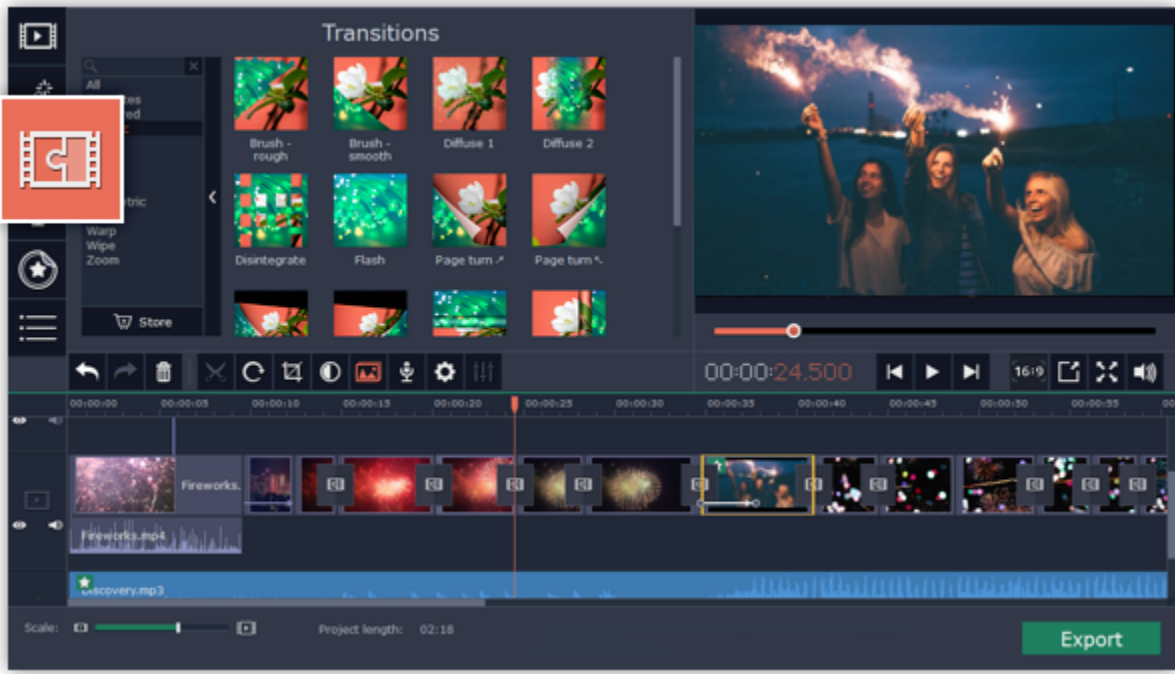 Transitions
All
Artistic
Warp
Wipe
Zoom
Store
Brush -
rough
Brush -
smooth
Diffuse 1
Diffuse 2
Disintegrate
Flash
Page turn ↗
Page turn ↖
00:00:24.500
16:9
00:00:00
00:00:05
00:00:10
00:00:15
00:00:20
00:00:25
00:00:30
00:00:35
00:00:40
00:00:45
00:00:50
00:00:55
Fireworks.
Fireworks.mp4
Discovery.mp3
Scale:
Project length: 02:18
Export